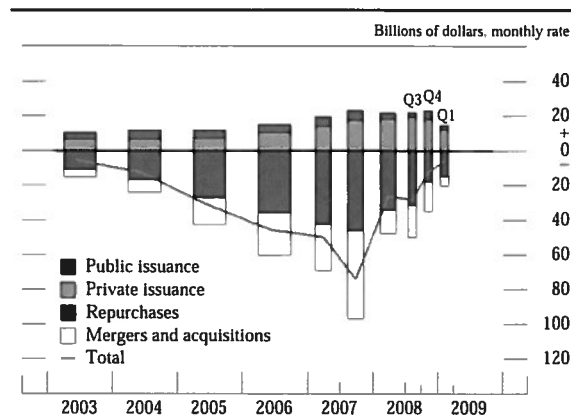 Billions of dollars, monthly rate
40
Q3 Q4
20
Q1
+
0
–
20
40
60
80
100
120
Public issuance
Private issuance
Repurchases
Mergers and acquisitions
Total
2003 2004 2005 2006 2007 2008 2009